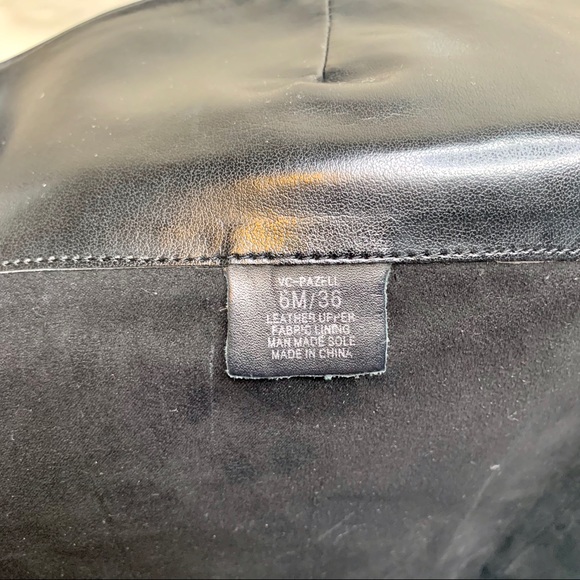 VC-PAZELL
6M/36
LEATHER UPPER
FABRIC LINING
MAN MADE SOLE
MADE IN CHINA